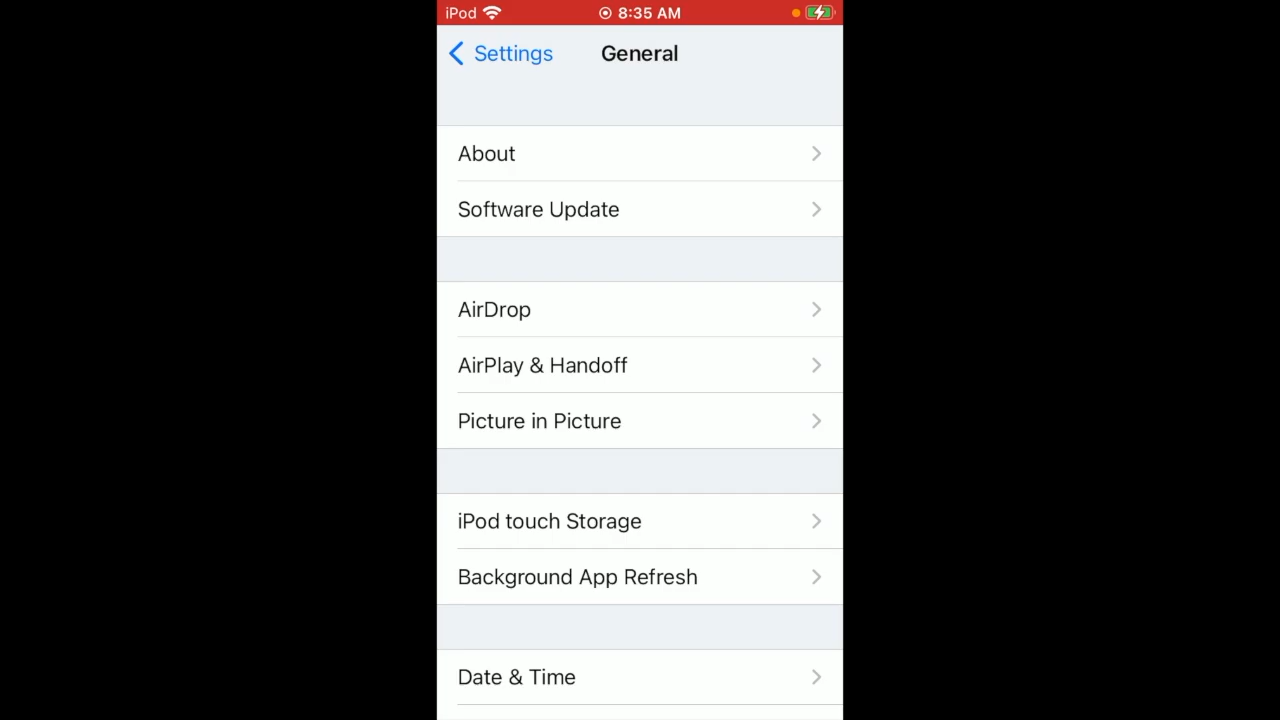 iPod 8:35 AM
Settings General
About
Software Update
AirDrop
AirPlay & Handoff
Picture in Picture
iPod touch Storage
Background App Refresh
Date & Time